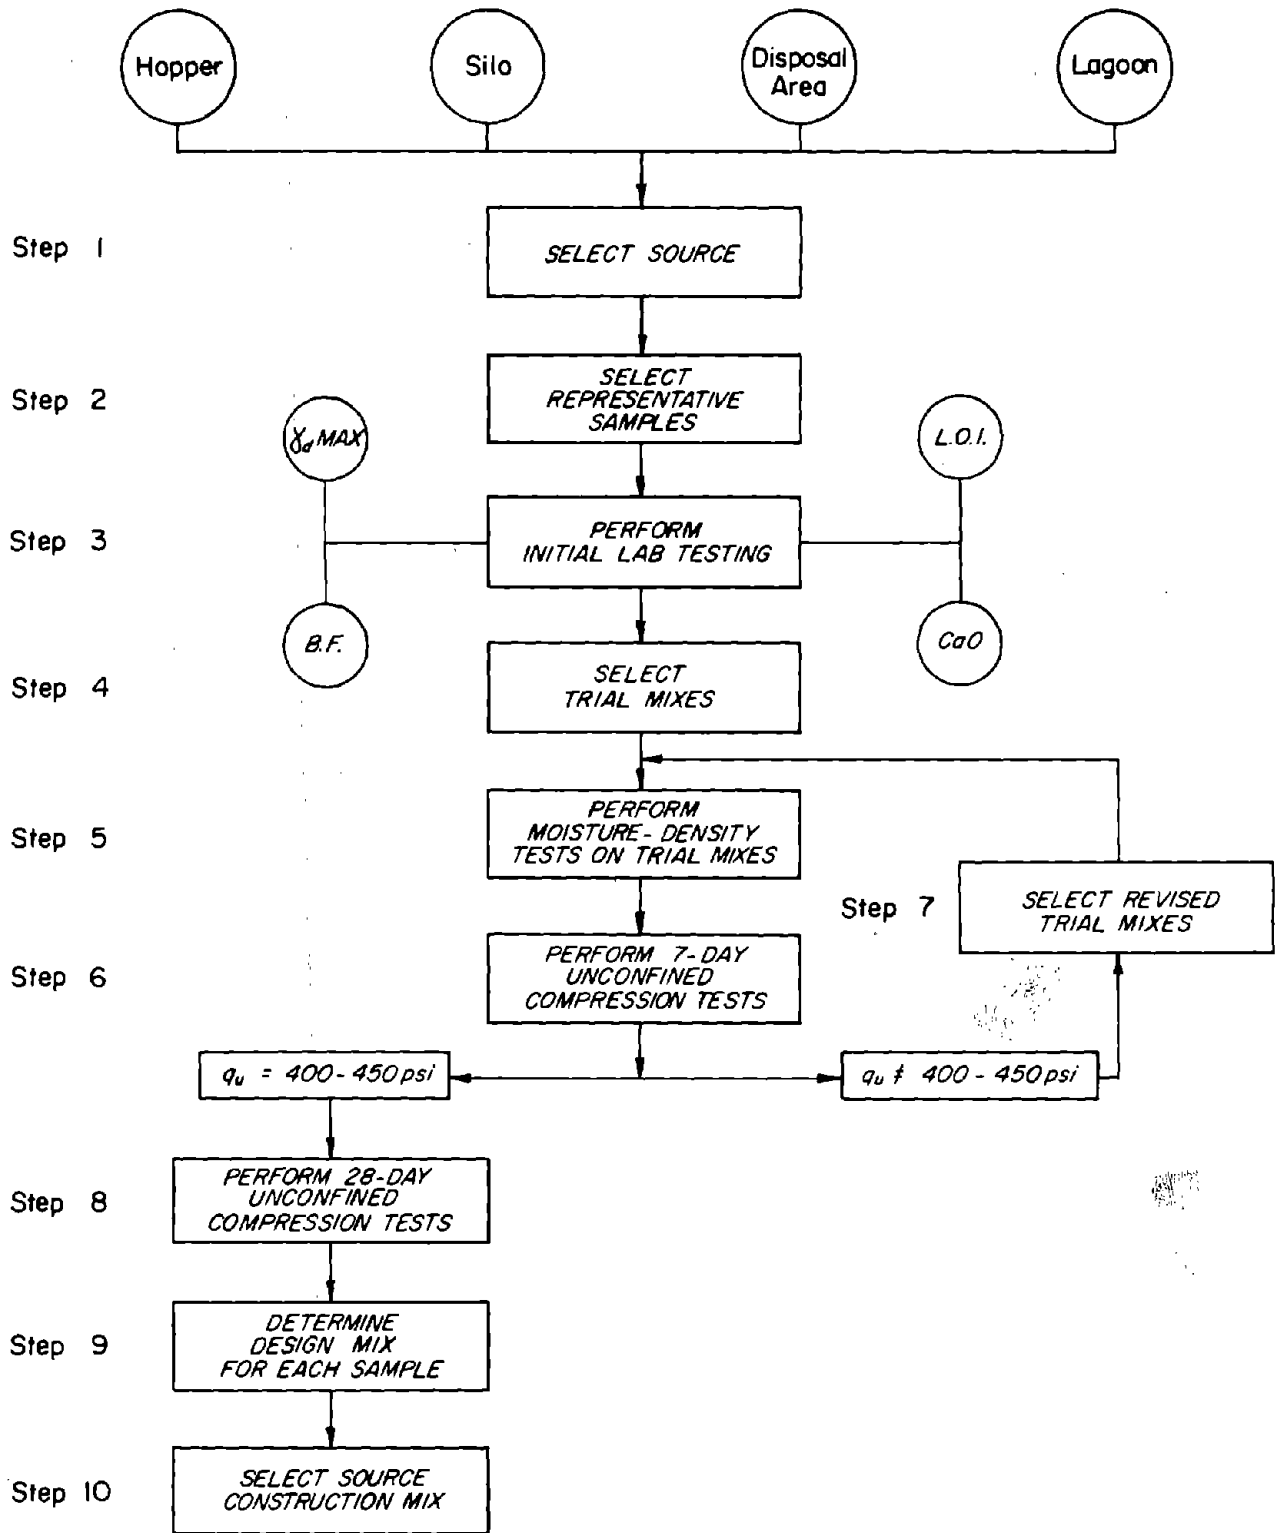 Hopper
Silo
Disposal
Area
Lagoon
Step 1
SELECT SOURCE
Step 2
SELECT
REPRESENTATIVE
SAMPLES
γd MAX
L.O.I.
Step 3
PERFORM
INITIAL LAB TESTING
B.F.
CaO
Step 4
SELECT
TRIAL MIXES
Step 5
PERFORM
MOISTURE-DENSITY
TESTS ON TRIAL MIXES
Step 7
SELECT REVISED
TRIAL MIXES
Step 6
PERFORM 7-DAY
UNCONFINED
COMPRESSION TESTS
qu = 400-450 psi
qu ≠ 400 - 450 psi
Step 8
PERFORM 28-DAY
UNCONFINED
COMPRESSION TESTS
Step 9
DETERMINE
DESIGN MIX
FOR EACH SAMPLE
Step 10
SELECT SOURCE
CONSTRUCTION MIX